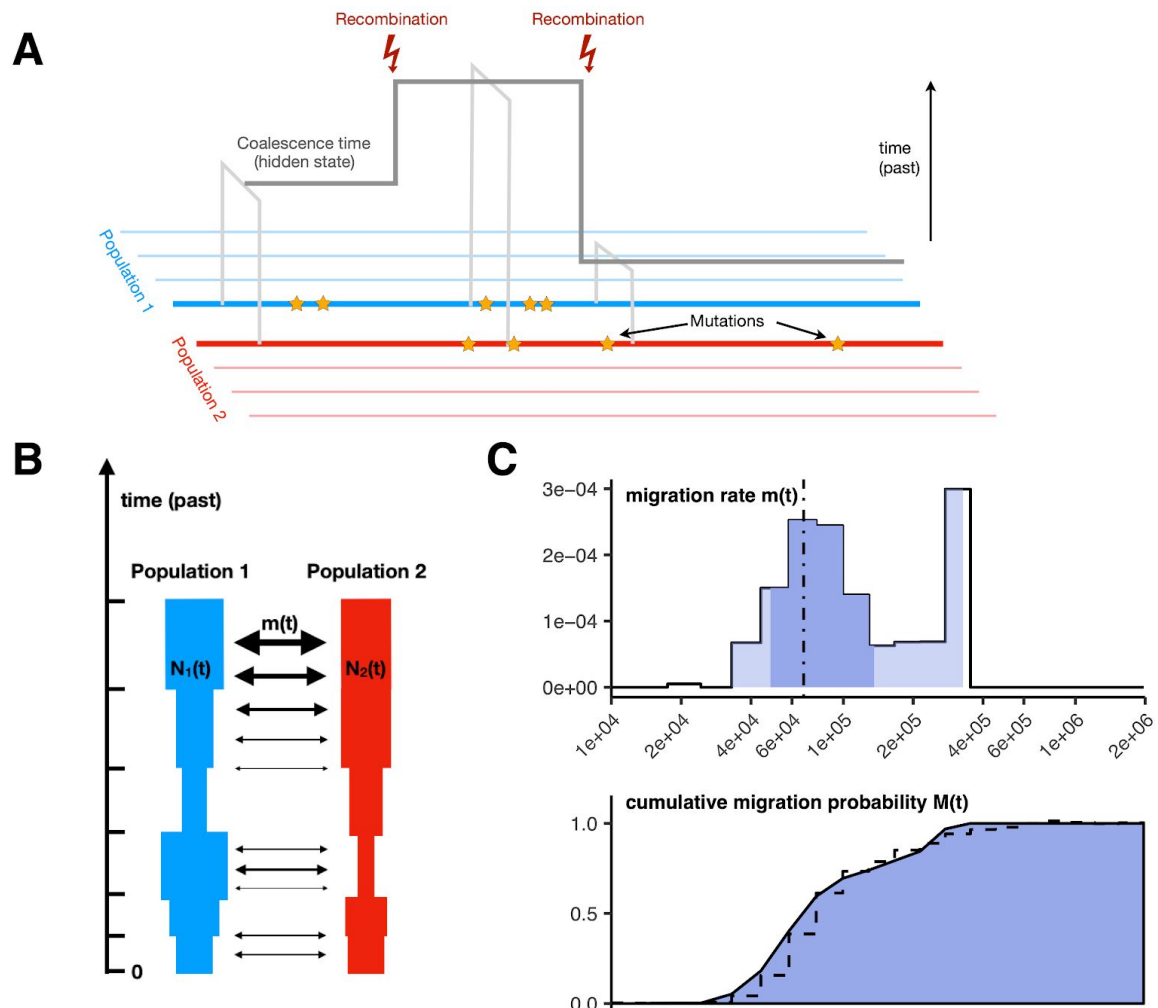 A
Recombination
Recombination
Coalescence time
(hidden state)
time
(past)
Population 1
Mutations
Population 2
B
time (past)
Population 1
Population 2
m(t)
N₁(t)
N₂(t)
0
C
migration rate m(t)
3e−04
2e−04
1e−04
0e+00
1e+04
2e+04
4e+04
6e+04
1e+05
2e+05
4e+05
6e+05
1e+06
2e+06
cumulative migration probability M(t)
1.0
0.5
0.0